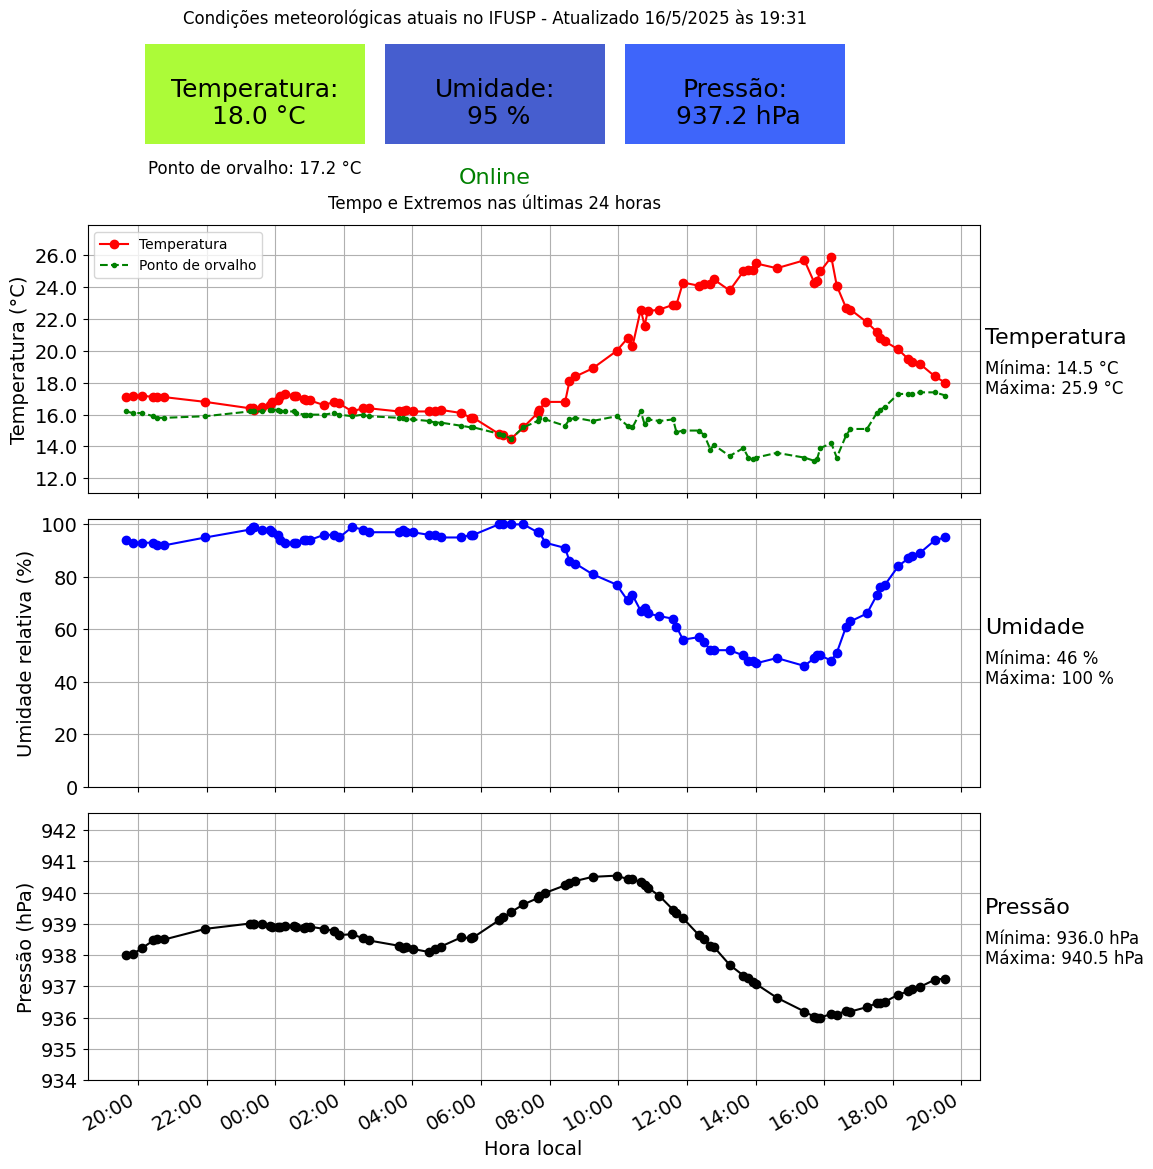 Condições meteorológicas atuais no IFUSP - Atualizado 16/5/2025 às 19:31
Temperatura:
18.0 °C
Umidade:
95 %
Pressão:
937.2 hPa
Ponto de orvalho: 17.2 °C
Online
Tempo e Extremos nas últimas 24 horas
Temperatura (°C)
26.0
24.0
22.0
20.0
18.0
16.0
14.0
12.0
Temperatura
Ponto de orvalho
Temperatura
Mínima: 14.5 °C
Máxima: 25.9 °C
Umidade relativa (%)
100
80
60
40
20
0
Umidade
Mínima: 46 %
Máxima: 100 %
Pressão (hPa)
942
941
940
939
938
937
936
935
934
Pressão
Mínima: 936.0 hPa
Máxima: 940.5 hPa
20:00 22:00 00:00 02:00 04:00 06:00 08:00 10:00 12:00 14:00 16:00 18:00 20:00
Hora local